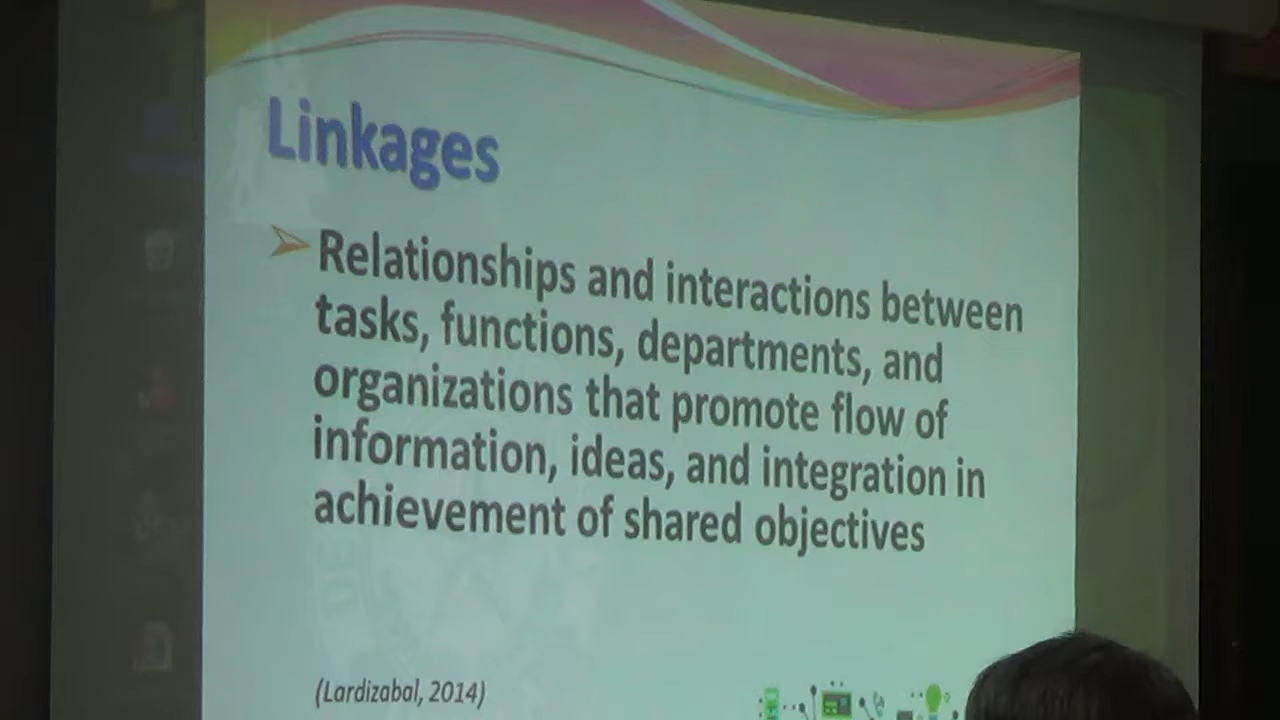 Linkages
Relationships and interactions between
tasks, functions, departments, and
organizations that promote flow of
information, ideas, and integration in
achievement of shared objectives
(Lardizabal, 2014)